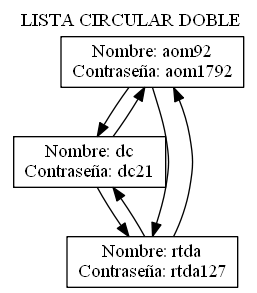 LISTA CIRCULAR DOBLE
Nombre: aom92
Contraseña: aom1792
Nombre: dc
Contraseña: dc21
Nombre: rtda
Contraseña: rtda127